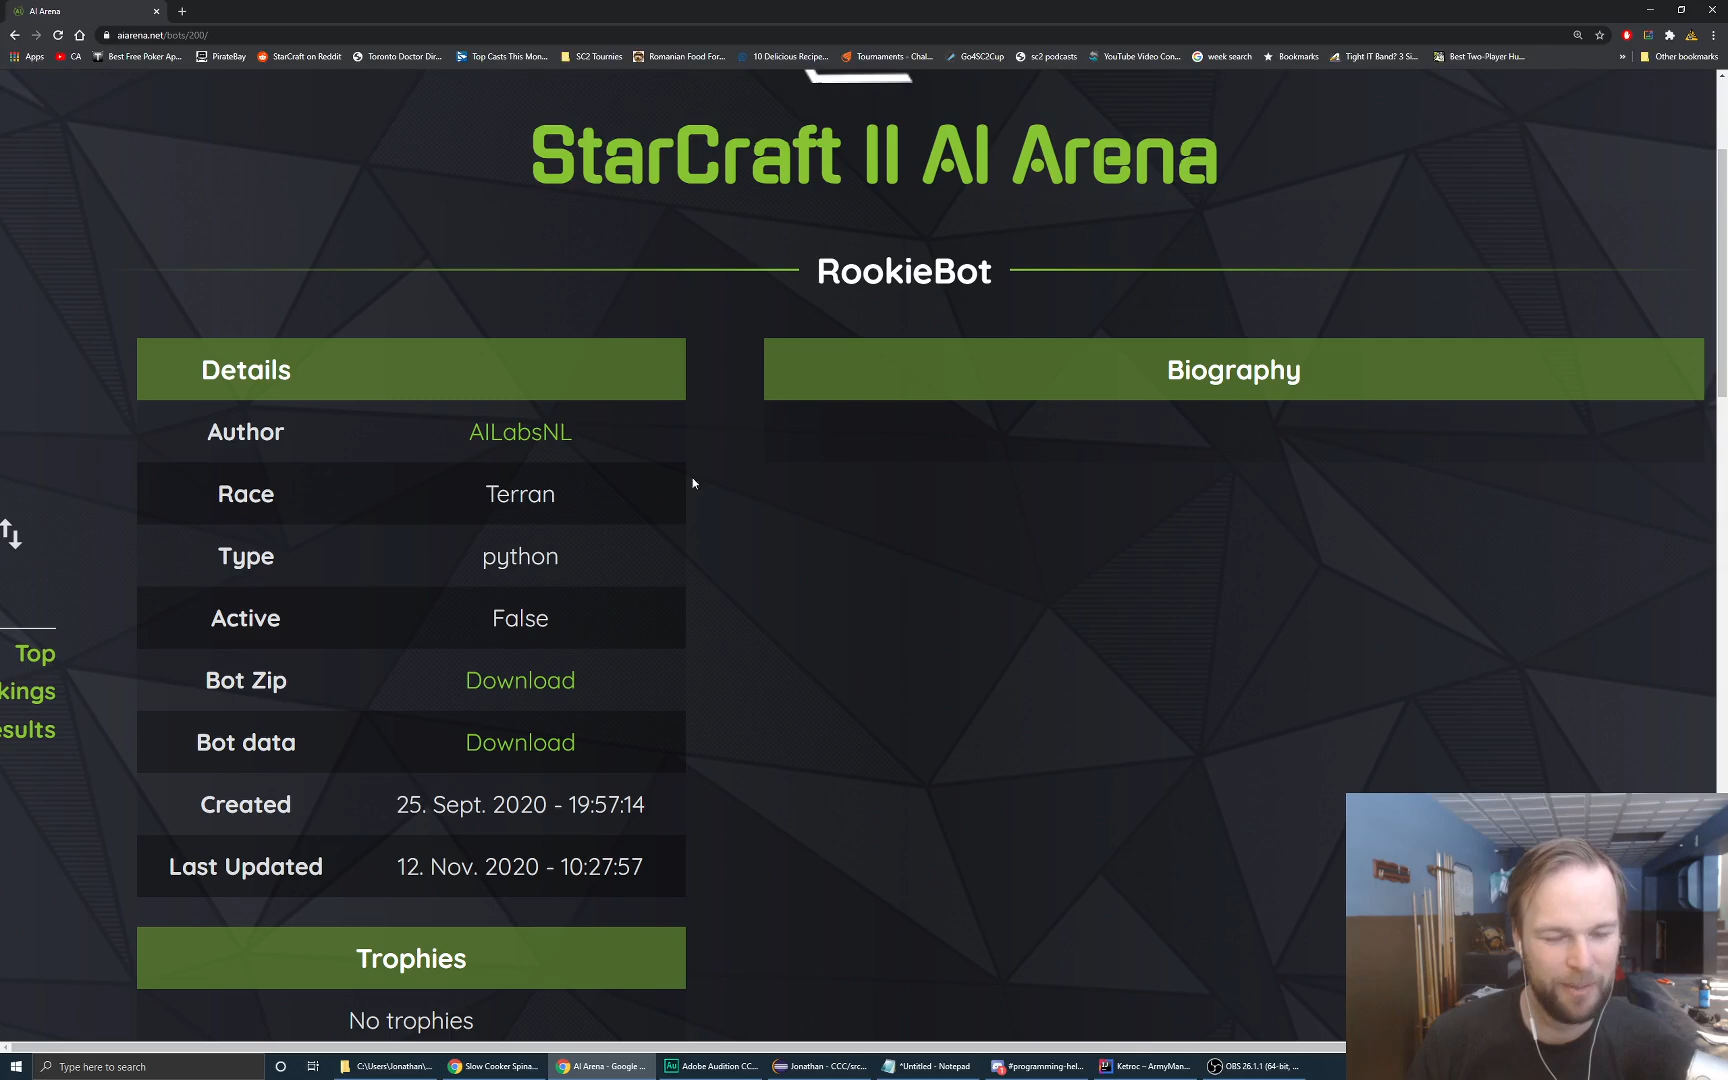 AI Arena
aiarena.net/bots/200/
Apps
CA
Best Free Poker Ap...
PirateBay
StarCraft on Reddit
Toronto Doctor Dir...
Top Casts This Mon...
SC2 Tournies
Romanian Food For...
10 Delicious Recipe...
Tournaments - Chal...
Go4SC2Cup
sc2 podcasts
YouTube Video Con...
week search
Bookmarks
Tight IT Band? 3 Si...
Best Two-Player Hu...
Other bookmarks
StarCraft II AI Arena
RookieBot
Details
Biography
Author AILabsNL
Race Terran
Type python
Active False
Bot Zip Download
Bot data Download
Created 25. Sept. 2020 - 19:57:14
Last Updated 12. Nov. 2020 - 10:27:57
Trophies
No trophies
Top
kings
esults
Type here to search
C:\Users\Jonathan\...
Slow Cooker Spina...
AI Arena - Google ...
Adobe Audition CC...
Jonathan - CCC/src...
*Untitled - Notepad
#programming-hel...
Ketroc – ArmyMan...
OBS 26.1.1 (64-bit, ...